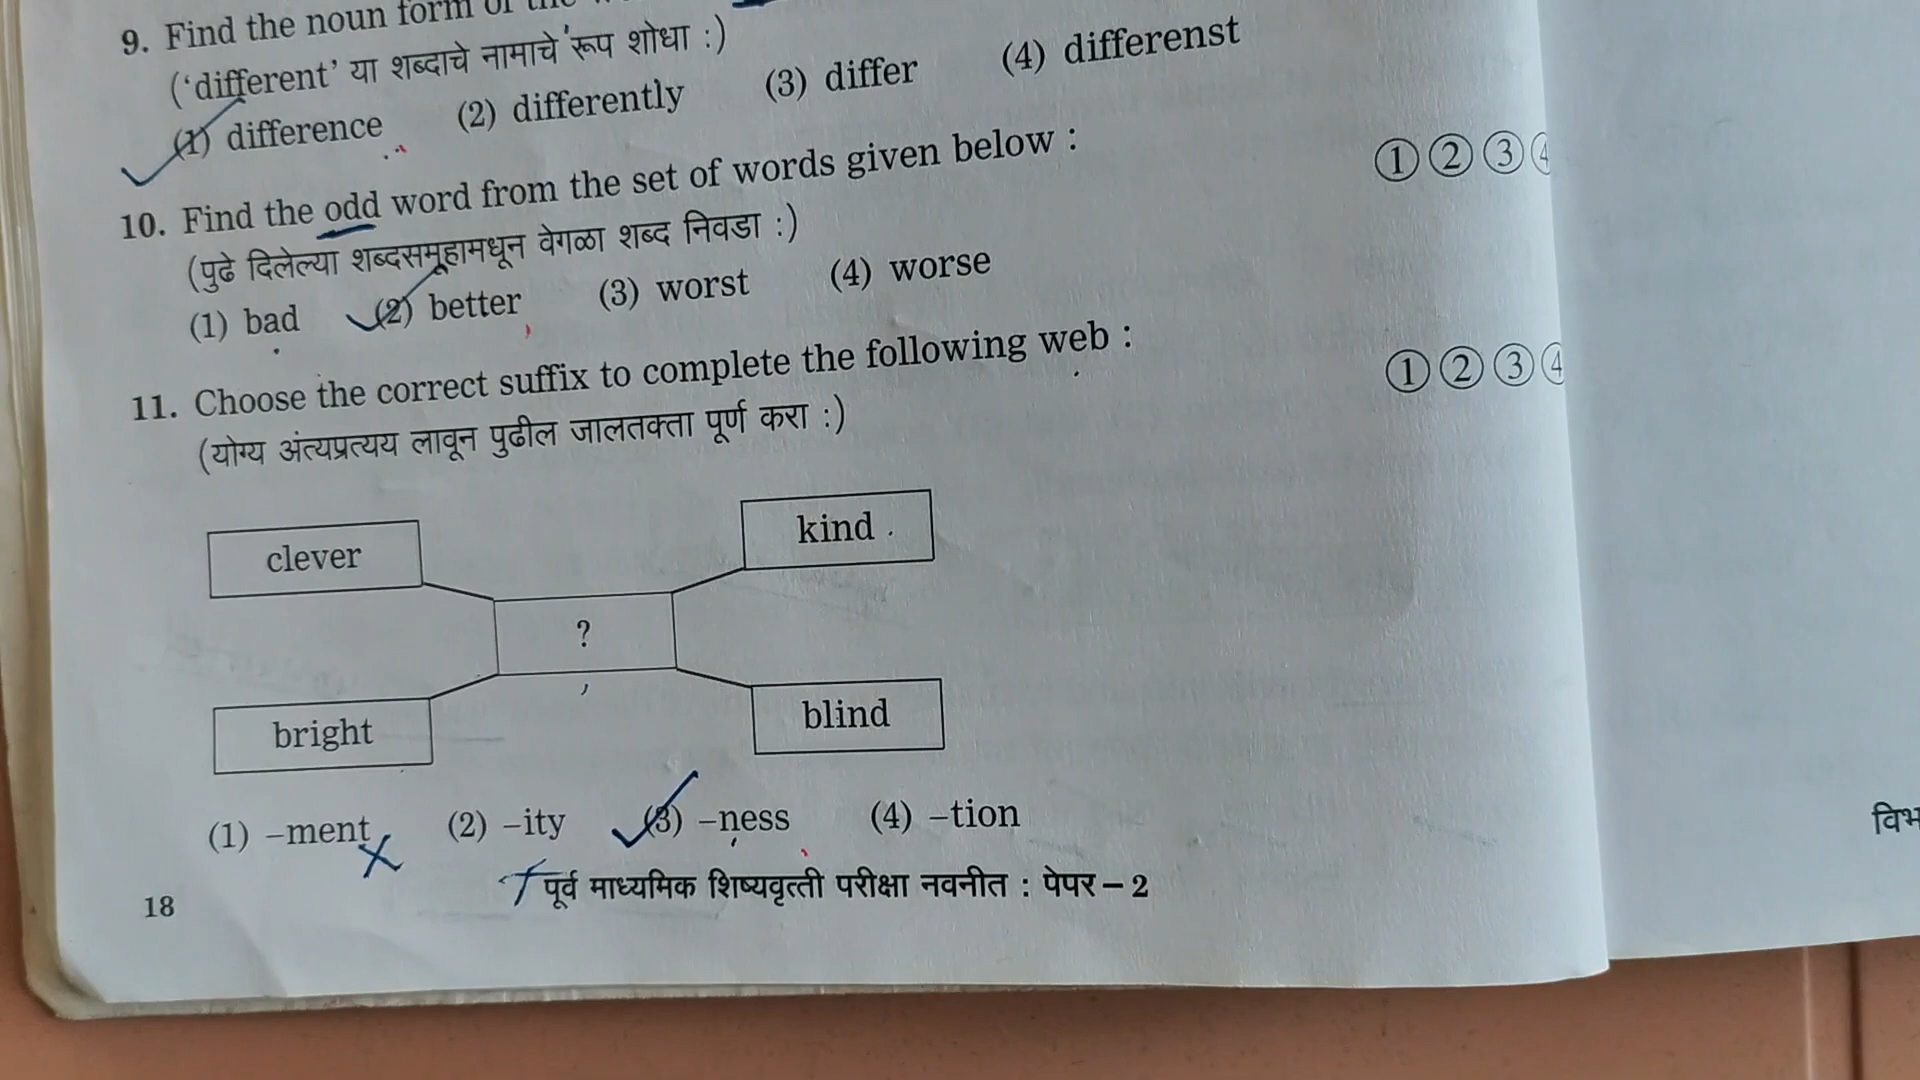 9. Find the noun form of the
('different' या शब्दाचे नामाचे रूप शोधा :)
(1) difference (2) differently (3) differ (4) differenst
10. Find the odd word from the set of words given below : ① ② ③ ④
(पुढे दिलेल्या शब्दसमूहामधून वेगळा शब्द निवडा :)
(1) bad (2) better (3) worst (4) worse
11. Choose the correct suffix to complete the following web : ① ② ③ ④
(योग्य अंत्यप्रत्यय लावून पुढील जालतक्ता पूर्ण करा :)
clever kind
?
bright blind
(1) –ment (2) –ity (3) –ness (4) –tion
18 पूर्व माध्यमिक शिष्यवृत्ती परीक्षा नवनीत : पेपर – 2